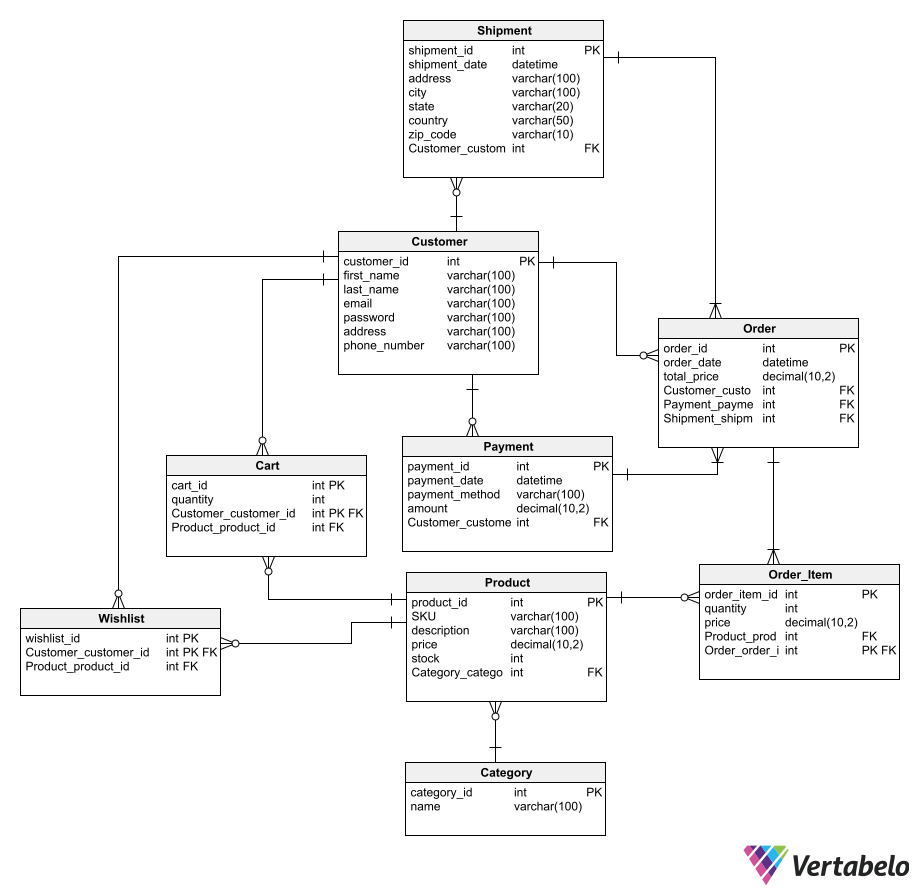 Shipment
shipment_id int PK
shipment_date datetime
address varchar(100)
city varchar(100)
state varchar(20)
country varchar(50)
zip_code varchar(10)
Customer_custom int FK
Customer
customer_id int PK
first_name varchar(100)
last_name varchar(100)
email varchar(100)
password varchar(100)
address varchar(100)
phone_number varchar(100)
Order
order_id int PK
order_date datetime
total_price decimal(10,2)
Customer_custo int FK
Payment_payme int FK
Shipment_shipm int FK
Cart
cart_id int PK
quantity int
Customer_customer_id int PK FK
Product_product_id int FK
Payment
payment_id int PK
payment_date datetime
payment_method varchar(100)
amount decimal(10,2)
Customer_custome int FK
Wishlist
wishlist_id int PK
Customer_customer_id int PK FK
Product_product_id int FK
Product
product_id int PK
SKU varchar(100)
description varchar(100)
price decimal(10,2)
stock int
Category_catego int FK
Order_Item
order_item_id int PK
quantity int
price decimal(10,2)
Product_prod int FK
Order_order_i int PK FK
Category
category_id int PK
name varchar(100)
Vertabelo